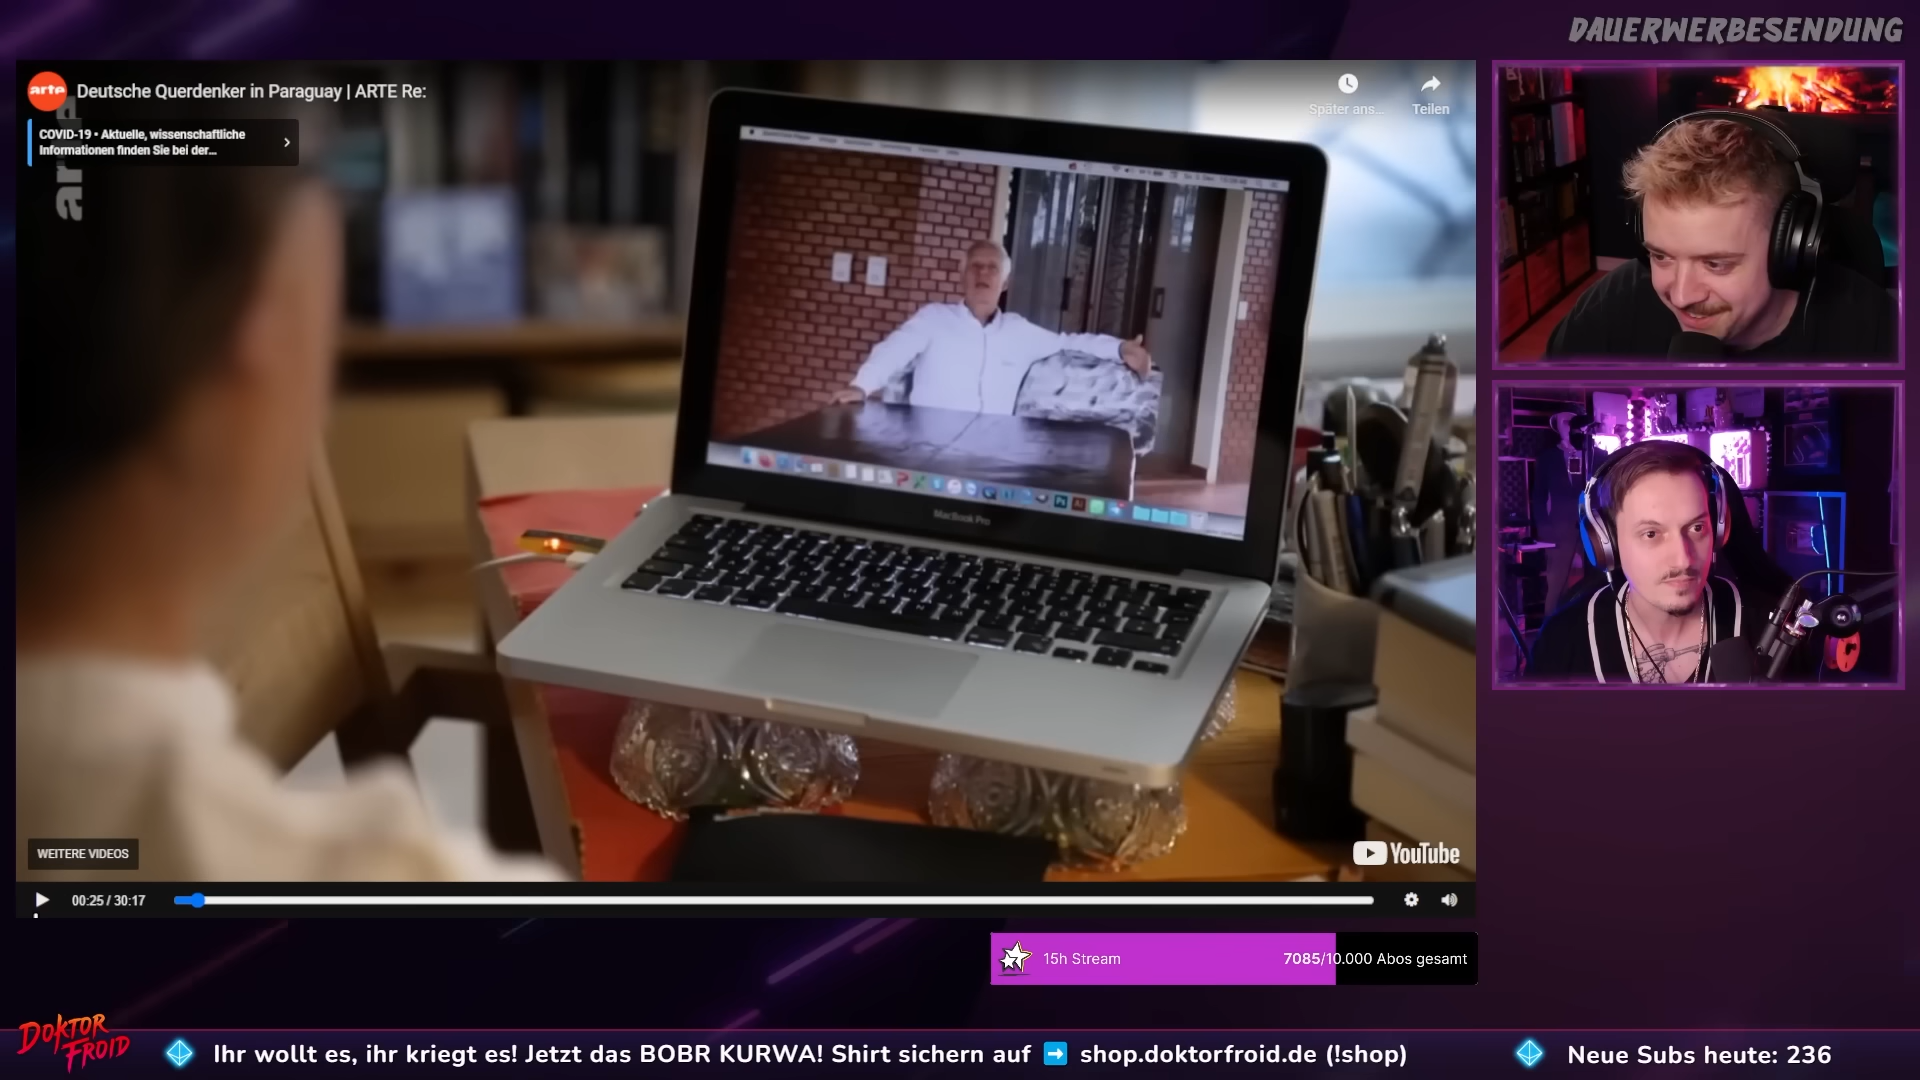 DAUERWERBESENDUNG
arte
Deutsche Querdenker in Paraguay | ARTE Re:
Später ans...
Teilen
COVID-19 • Aktuelle, wissenschaftliche
Informationen finden Sie bei der...
arte
MacBook Pro
WEITERE VIDEOS
YouTube
00:25 / 30:17
15h Stream
7085/10.000 Abos gesamt
DOKTOR
FROID
Ihr wollt es, ihr kriegt es! Jetzt das BOBR KURWA! Shirt sichern auf ➡ shop.doktorfroid.de (!shop)
Neue Subs heute: 236